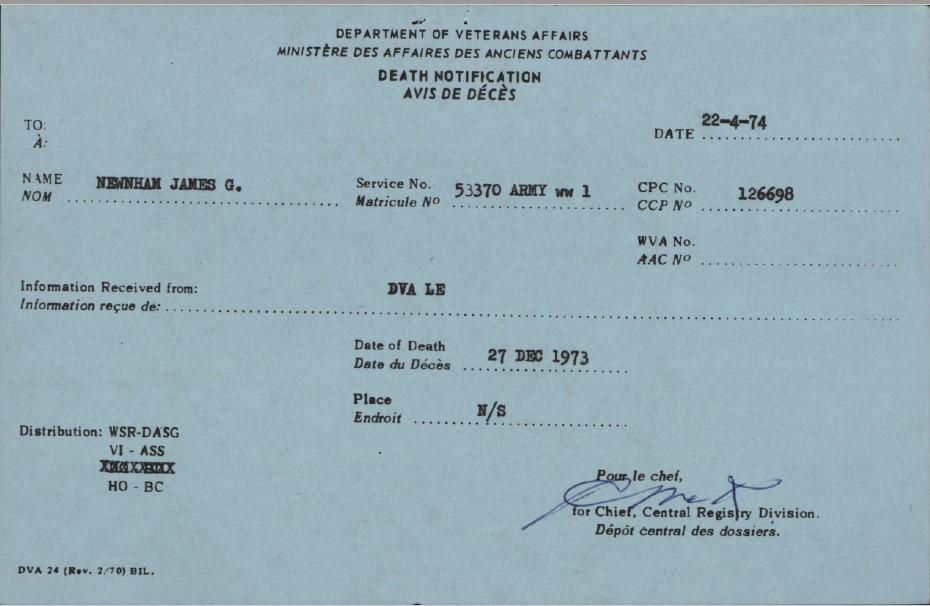 DEPARTMENT OF VETERANS AFFAIRS
MINISTÈRE DES AFFAIRES DES ANCIENS COMBATTANTS
DEATH NOTIFICATION
AVIS DE DÉCÈS
TO:
À:
DATE 22-4-74
NAME NEWNHAM JAMES G.
NOM
Service No. 53370 ARMY WW 1
Matricule No
CPC No. 126698
CCP No
WVA No.
AAC No
Information Received from: DVA LE
Information reçue de:
Date of Death 27 DEC 1973
Date du Décès
Place N/S
Endroit
Distribution: WSR-DASG
VI - ASS
HO - BC
Pour le chef,
for Chief, Central Registry Division.
Dépôt central des dossiers.
DVA 24 (Rev. 2/70) BIL.